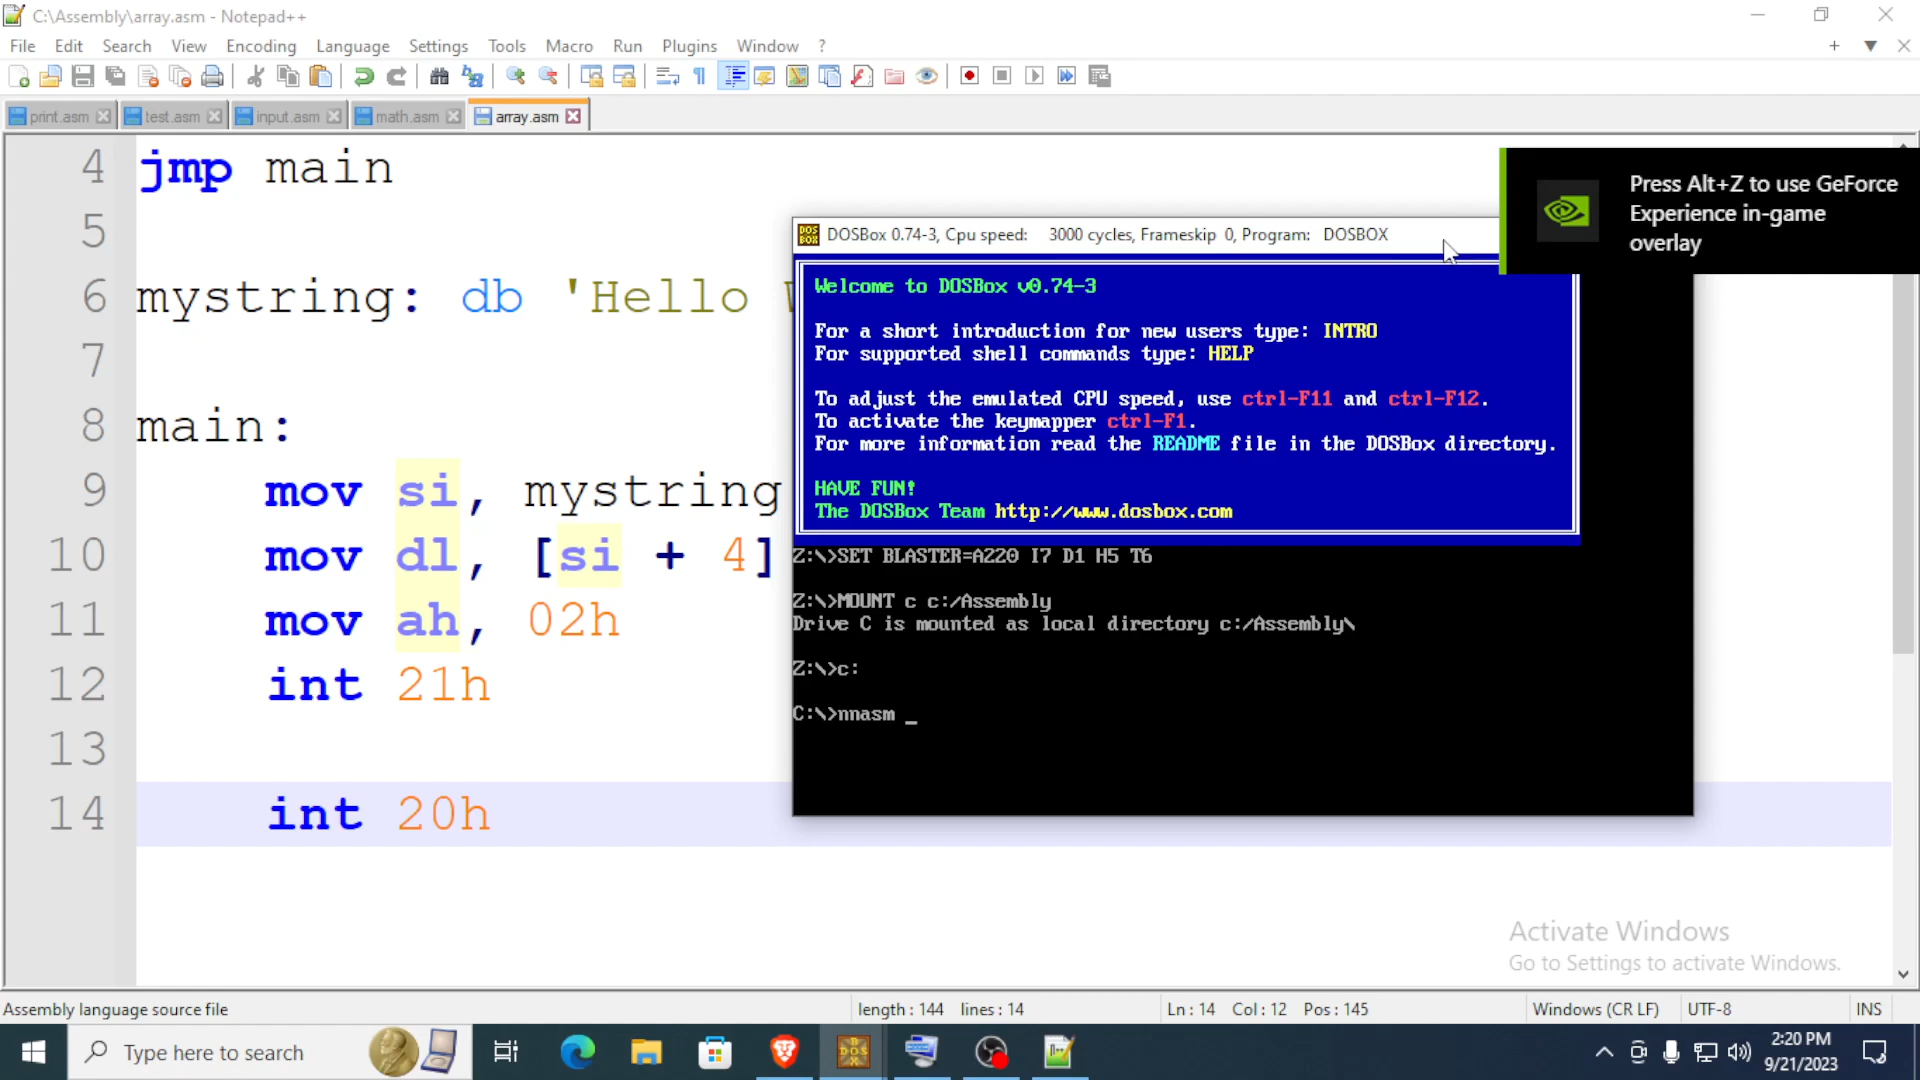 C:\Assembly\array.asm - Notepad++
File Edit Search View Encoding Language Settings Tools Macro Run Plugins Window ?
print.asm test.asm input.asm math.asm array.asm
4 jmp main
5
6 mystring: db 'Hello
7
8 main:
9 mov si, mystring
10 mov dl, [si + 4]
11 mov ah, 02h
12 int 21h
13
14 int 20h
Press Alt+Z to use GeForce
Experience in-game
overlay
DOSBox 0.74-3, Cpu speed: 3000 cycles, Frameskip 0, Program: DOSBOX
Welcome to DOSBox v0.74-3
For a short introduction for new users type: INTRO
For supported shell commands type: HELP
To adjust the emulated CPU speed, use ctrl-F11 and ctrl-F12.
To activate the keymapper ctrl-F1.
For more information read the README file in the DOSBox directory.
HAVE FUN!
The DOSBox Team http://www.dosbox.com
Z:\>SET BLASTER=A220 I7 D1 H5 T6
Z:\>MOUNT c c:/Assembly
Drive C is mounted as local directory c:/Assembly\
Z:\>c:
C:\>nnasm _
Activate Windows
Go to Settings to activate Windows.
Assembly language source file length : 144 lines : 14 Ln : 14 Col : 12 Pos : 145 Windows (CR LF) UTF-8 INS
Type here to search
2:20 PM
9/21/2023